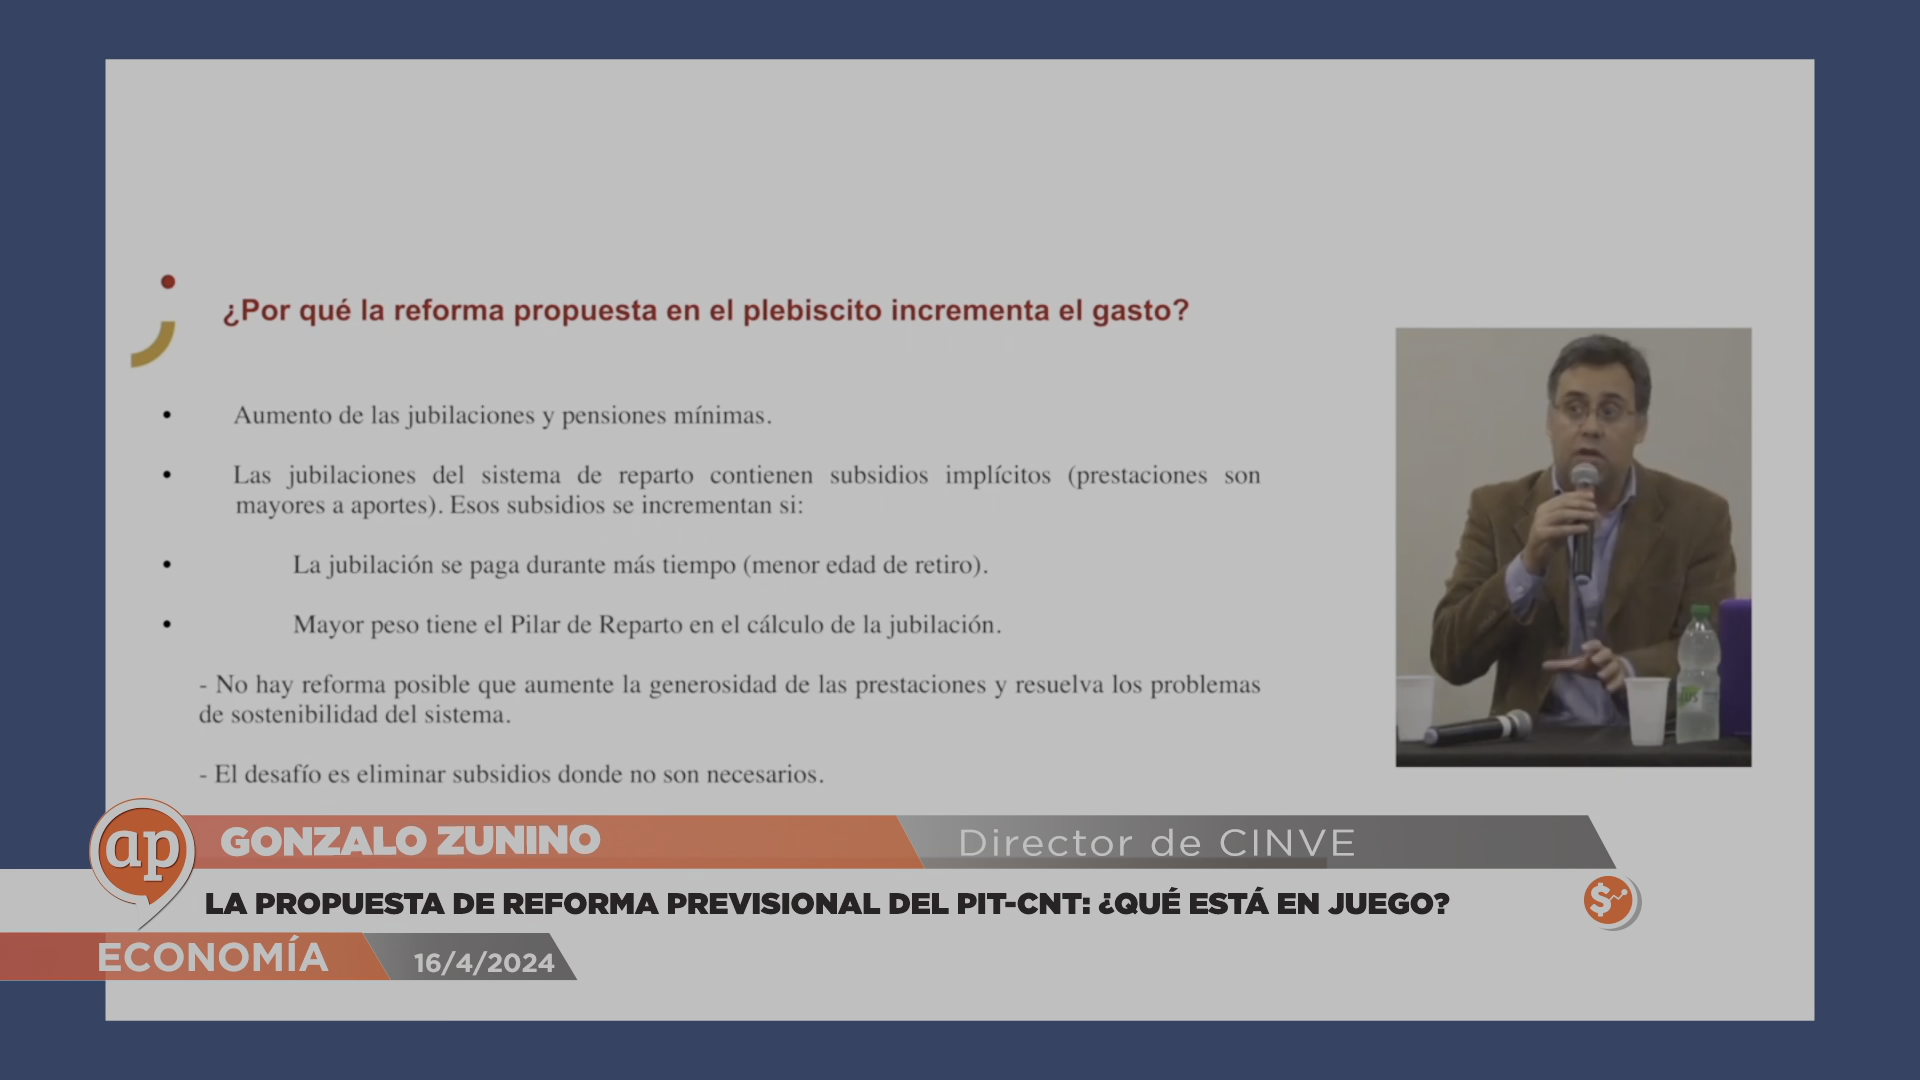 ¿Por qué la reforma propuesta en el plebiscito incrementa el gasto?
• Aumento de las jubilaciones y pensiones mínimas.
• Las jubilaciones del sistema de reparto contienen subsidios implícitos (prestaciones son
mayores a aportes). Esos subsidios se incrementan si:
• La jubilación se paga durante más tiempo (menor edad de retiro).
• Mayor peso tiene el Pilar de Reparto en el cálculo de la jubilación.
- No hay reforma posible que aumente la generosidad de las prestaciones y resuelva los problemas
de sostenibilidad del sistema.
- El desafío es eliminar subsidios donde no son necesarios.
ap
GONZALO ZUNINO
Director de CINVE
LA PROPUESTA DE REFORMA PREVISIONAL DEL PIT-CNT: ¿QUÉ ESTÁ EN JUEGO?
$
ECONOMÍA
16/4/2024